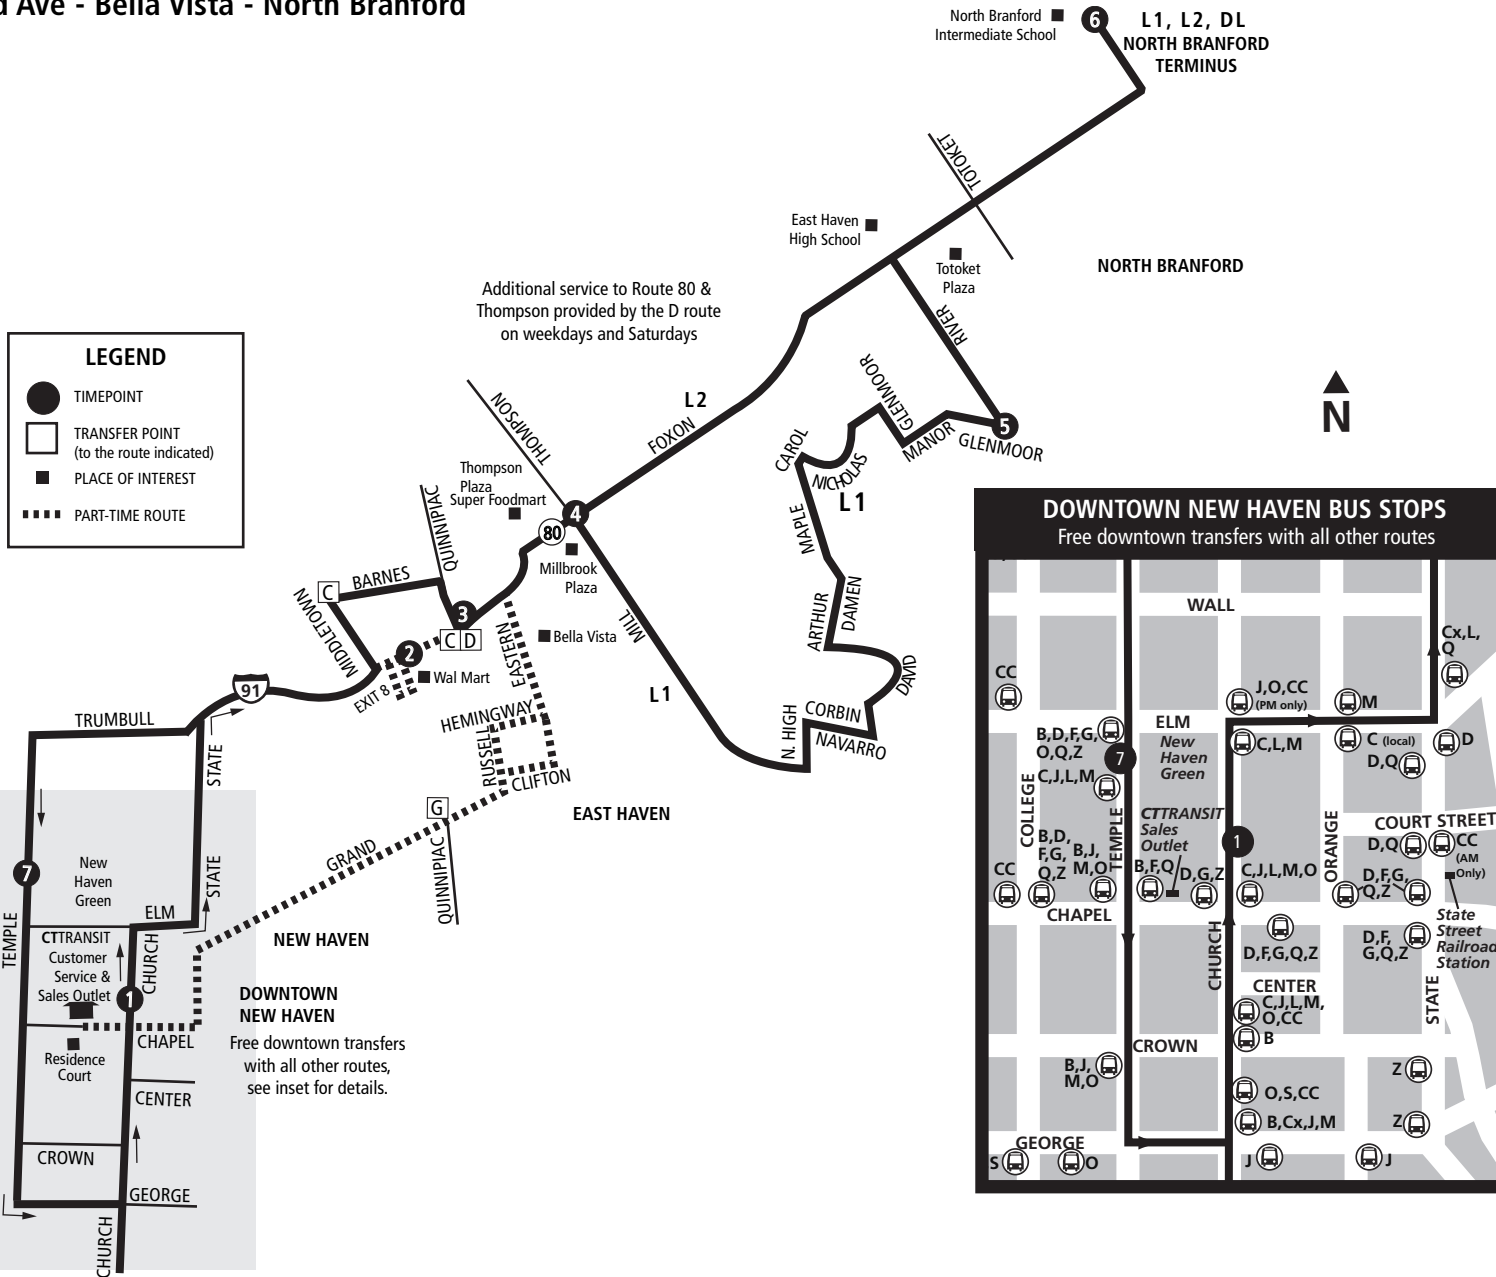 d Ave - Bella Vista - North Branford
North Branford
Intermediate School
6
L1, L2, DL
NORTH BRANFORD
TERMINUS
TOTOKET
East Haven
High School
Totoket
Plaza
NORTH BRANFORD
Additional service to Route 80 &
Thompson provided by the D route
on weekdays and Saturdays
RIVER
LEGEND
TIMEPOINT
TRANSFER POINT
(to the route indicated)
PLACE OF INTEREST
PART-TIME ROUTE
THOMPSON
L2
FOXON
GLENMOOR
N
5
MANOR
GLENMOOR
CAROL
NICHOLAS
L1
MAPLE
Thompson
Plaza
Super Foodmart
QUINNIPIAC
4
80
Millbrook
Plaza
BARNES
C
MIDDLETOWN
3
C D
2
EASTERN
Bella Vista
MILL
ARTHUR
DAMEN
DAVID
Wal Mart
EXIT 8
91
L1
HEMINGWAY
RUSSELL
CLIFTON
N. HIGH
CORBIN
NAVARRO
TRUMBULL
STATE
EAST HAVEN
G
QUINNIPIAC
GRAND
7
New
Haven
Green
STATE
ELM
TEMPLE
CTTRANSIT
Customer
Service &
Sales Outlet
CHURCH
1
NEW HAVEN
DOWNTOWN
NEW HAVEN
Free downtown transfers
with all other routes,
see inset for details.
CHAPEL
Residence
Court
CENTER
CROWN
GEORGE
CHURCH
DOWNTOWN NEW HAVEN BUS STOPS
Free downtown transfers with all other routes
WALL
Cx,L,
Q
CC
J,O,CC
(PM only)
M
B,D,F,G,
O,Q,Z
ELM
New
Haven
Green
7
C,L,M
C (local)
D
D,Q
C,J,L,M
COLLEGE
TEMPLE
CTTRANSIT
Sales
Outlet
1
ORANGE
COURT STREET
D,Q
CC
(AM
Only)
B,D,
F,G,
Q,Z
B,J,
M,O
CC
B,F,Q
D,G,Z
C,J,L,M,O
D,F,G,
Q,Z
CHAPEL
CHURCH
D,F,G,Q,Z
D,F,
G,Q,Z
State
Street
Railroad
Station
CENTER
C,J,L,M,
O,CC
STATE
B
CROWN
B,J,
M,O
Z
O,S,CC
B,Cx,J,M
Z
GEORGE
S
O
J
J